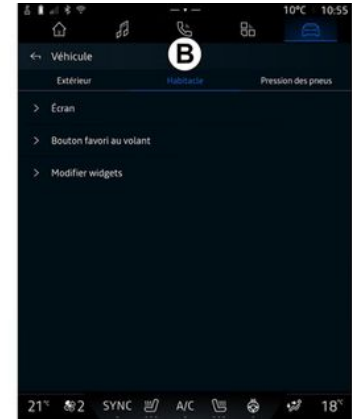 10°C 10:55
B
Véhicule
Extérieur Habitacle Pression des pneus
> Écran
> Bouton favori au volant
> Modifier widgets
21°C 2 SYNC A/C 18°C